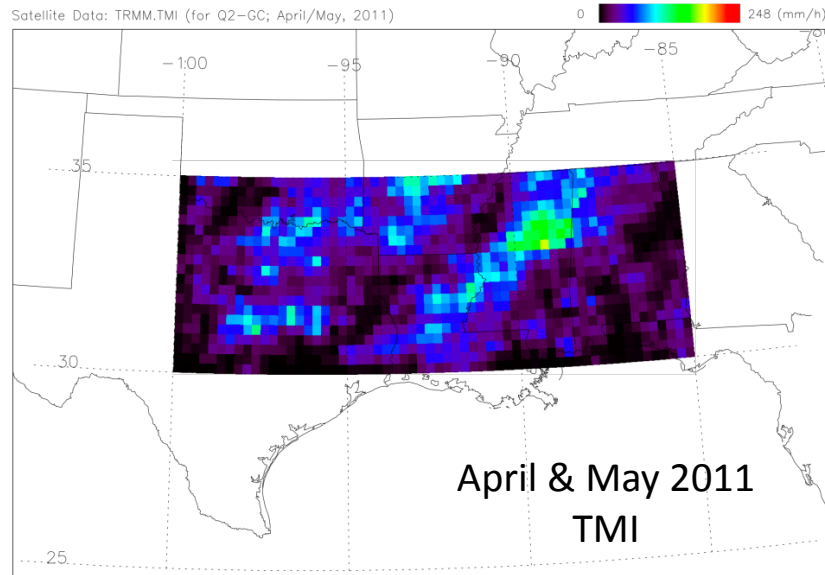 Satellite Data: TRMM.TMI (for Q2-GC; April/May, 2011) 0 248 (mm/h)
-100 -95 -90 -85
35
30
25
April & May 2011
TMI